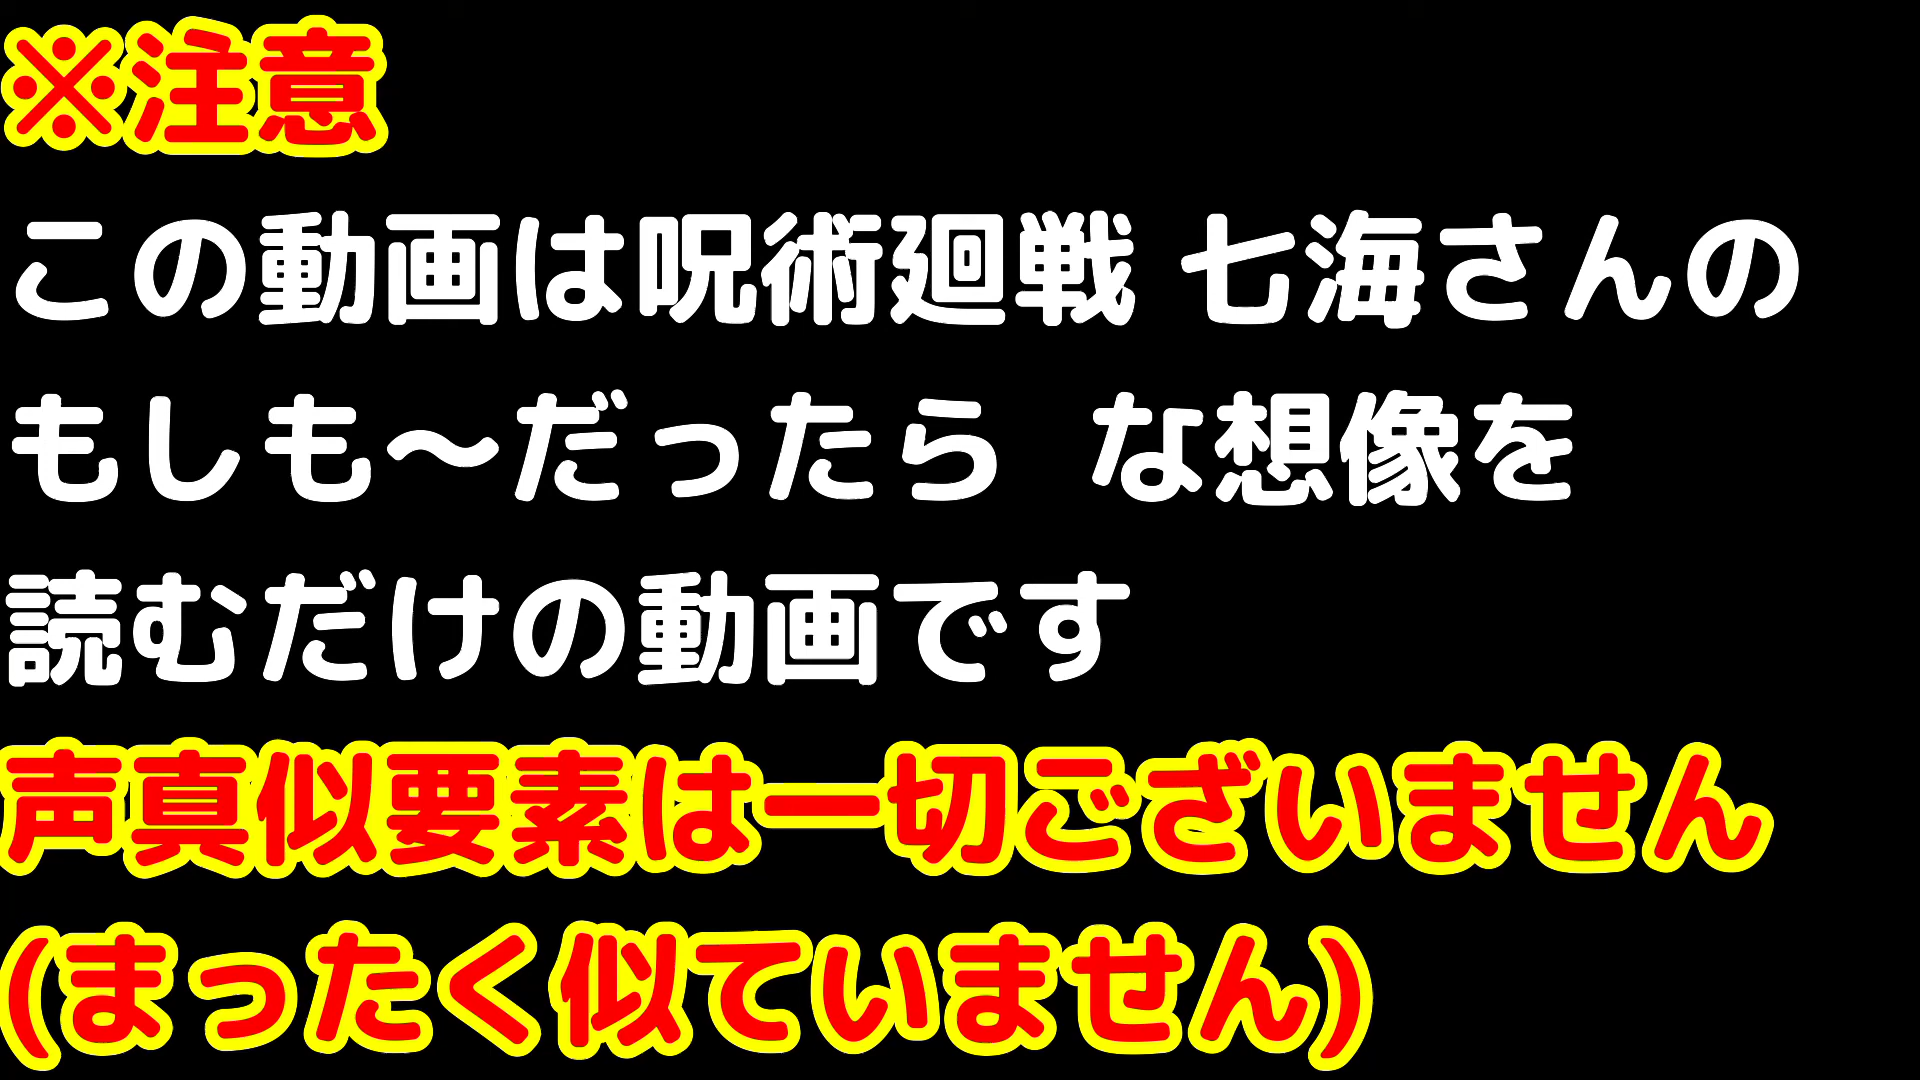 ※注意
この動画は呪術廻戦 七海さんの
もしも～だったら な想像を
読むだけの動画です
声真似要素は一切ございません
(まったく似ていません)